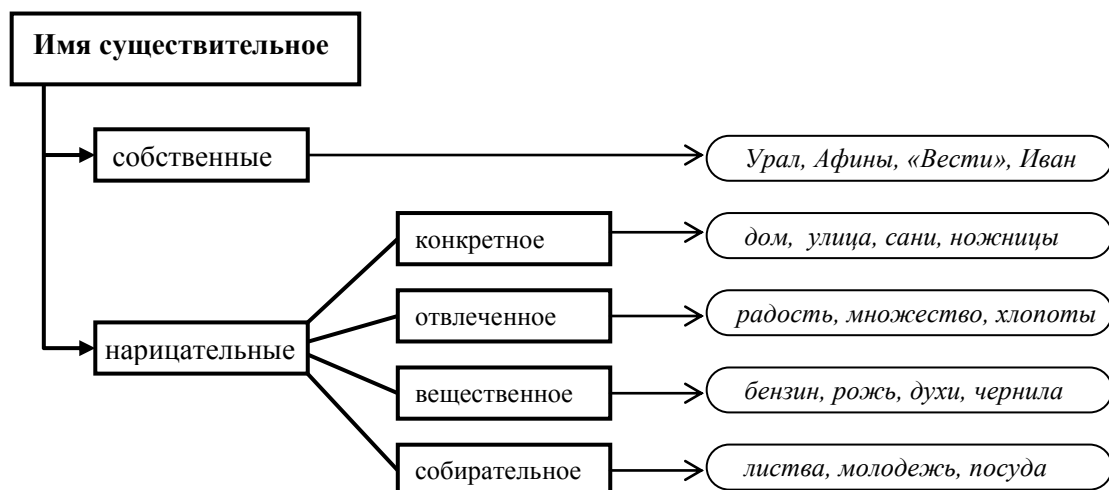 Имя существительное
собственные
Урал, Афины, «Вести», Иван
конкретное
дом, улица, сани, ножницы
отвлеченное
радость, множество, хлопоты
нарицательные
вещественное
бензин, рожь, духи, чернила
собирательное
листва, молодежь, посуда